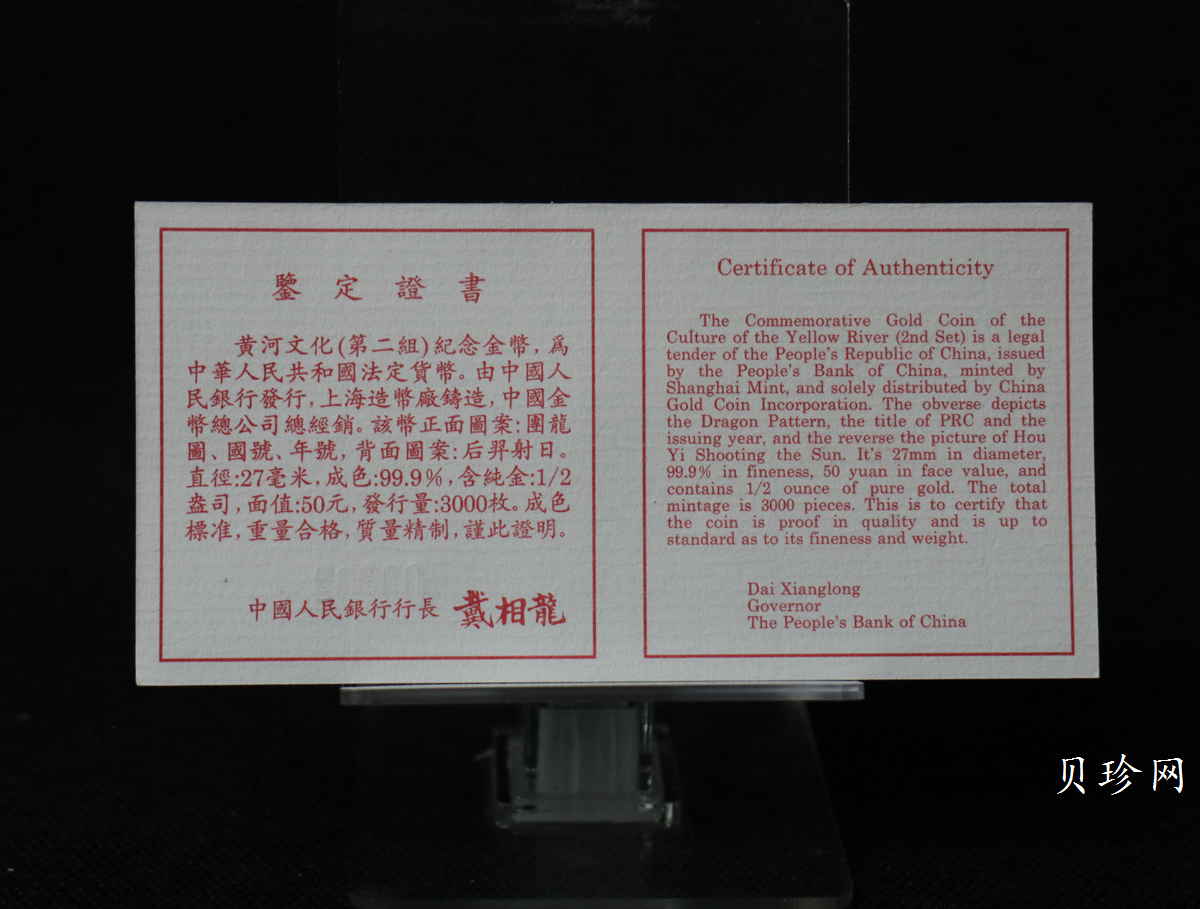 鑒定證書
黄河文化(第二組)紀念金幣,爲
中華人民共和國法定貨幣。由中國人
民銀行發行,上海造幣廠鑄造,中國金
幣總公司總經銷。該幣正面圖案:團龍
圖、國號、年號,背面圖案:后羿射日。
直徑:27毫米,成色:99.9%,含純金:1/2
盎司,面值:50元,發行量:3000枚。成色
標准,重量合格,質量精制,謹此證明。
中國人民銀行行長 戴相龍
Certificate of Authenticity
The Commemorative Gold Coin of the
Culture of the Yellow River (2nd Set) is a legal
tender of the People's Republic of China, issued
by the People's Bank of China, minted by
Shanghai Mint, and solely distributed by China
Gold Coin Incorporation. The obverse depicts
the Dragon Pattern, the title of PRC and the
issuing year, and the reverse the picture of Hou
Yi Shooting the Sun. It's 27mm in diameter,
99.9% in fineness, 50 yuan in face value, and
contains 1/2 ounce of pure gold. The total
mintage is 3000 pieces. This is to certify that
the coin is proof in quality and is up to
standard as to its fineness and weight.
Dai Xianglong
Governor
The People's Bank of China
贝珍网